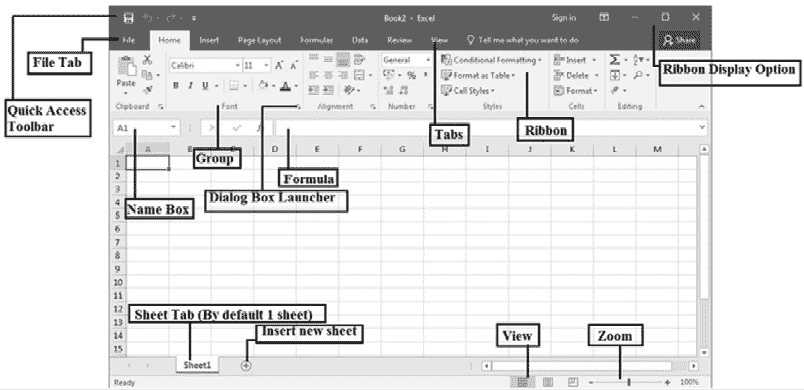 Book2 - Excel
Sign in
File Home Insert Page Layout Formulas Data Review View Tell me what you want to do Share
File Tab
Ribbon Display Option
Quick Access
Toolbar
Paste
Calibri 11
B I U
General
Conditional Formatting
Format as Table
Cell Styles
Insert
Delete
Format
Clipboard Font Alignment Number Styles Cells Editing
Tabs
Ribbon
A1
Group
Formula
Dialog Box Launcher
Name Box
A B C D E F G H I J K L M
1
2
3
4
5
6
7
8
9
10
11
12
13
14
15
Sheet Tab (By default 1 sheet)
Insert new sheet
View
Zoom
Sheet1
Ready
100%